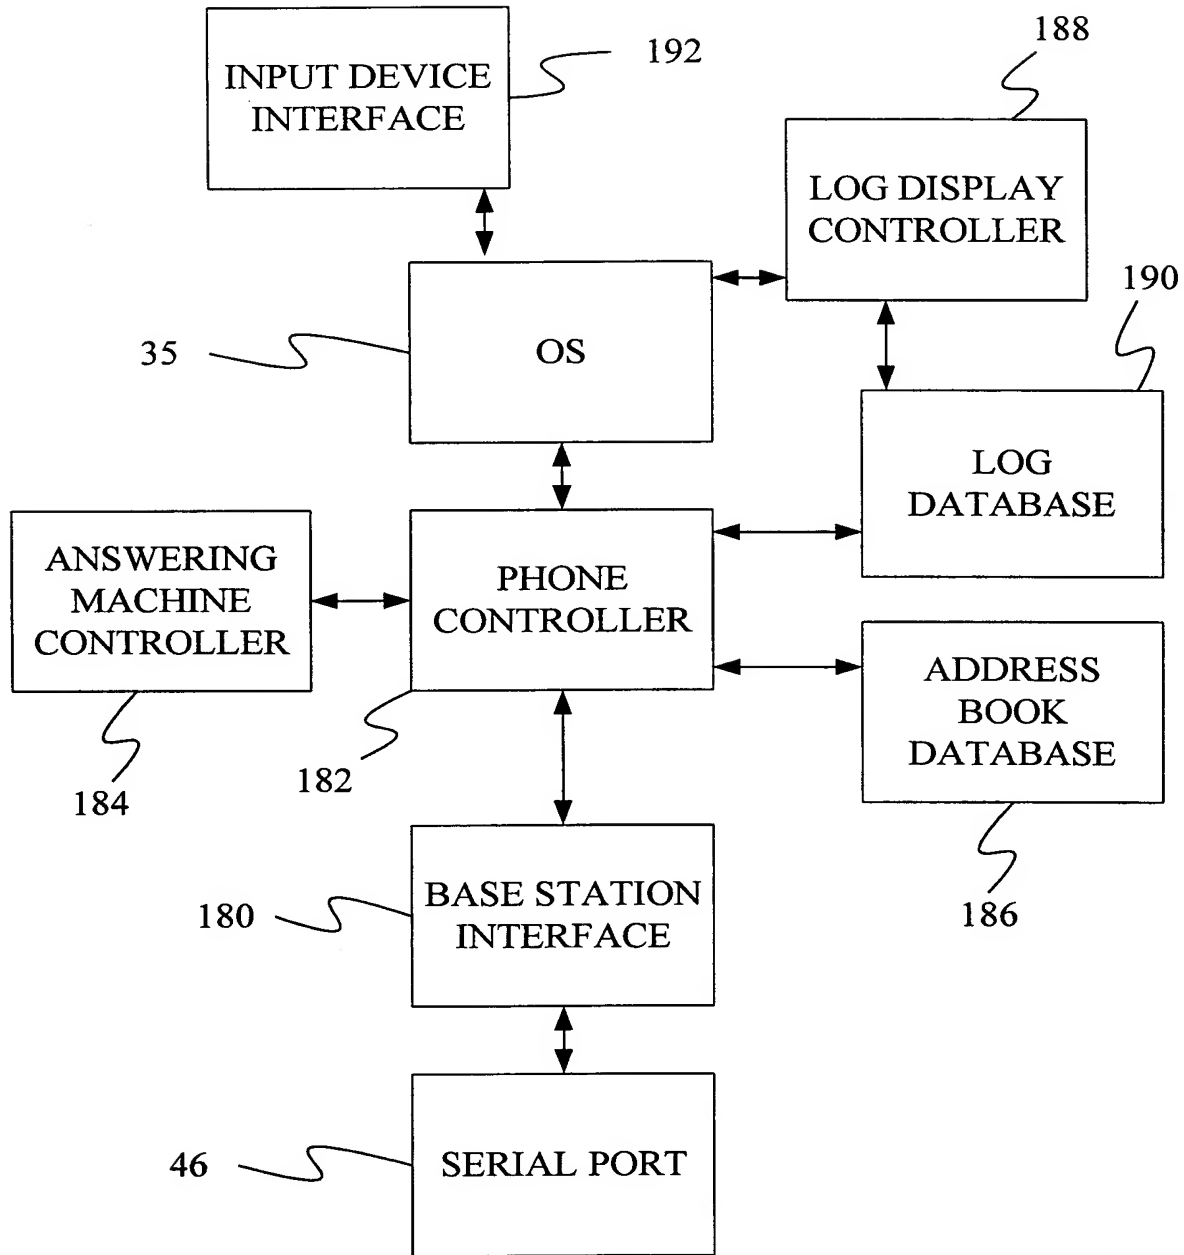 192
188
INPUT DEVICE
INTERFACE
LOG DISPLAY
CONTROLLER
190
35
OS
LOG
DATABASE
ANSWERING
MACHINE
CONTROLLER
PHONE
CONTROLLER
ADDRESS
BOOK
DATABASE
184
182
180
BASE STATION
INTERFACE
186
46
SERIAL PORT